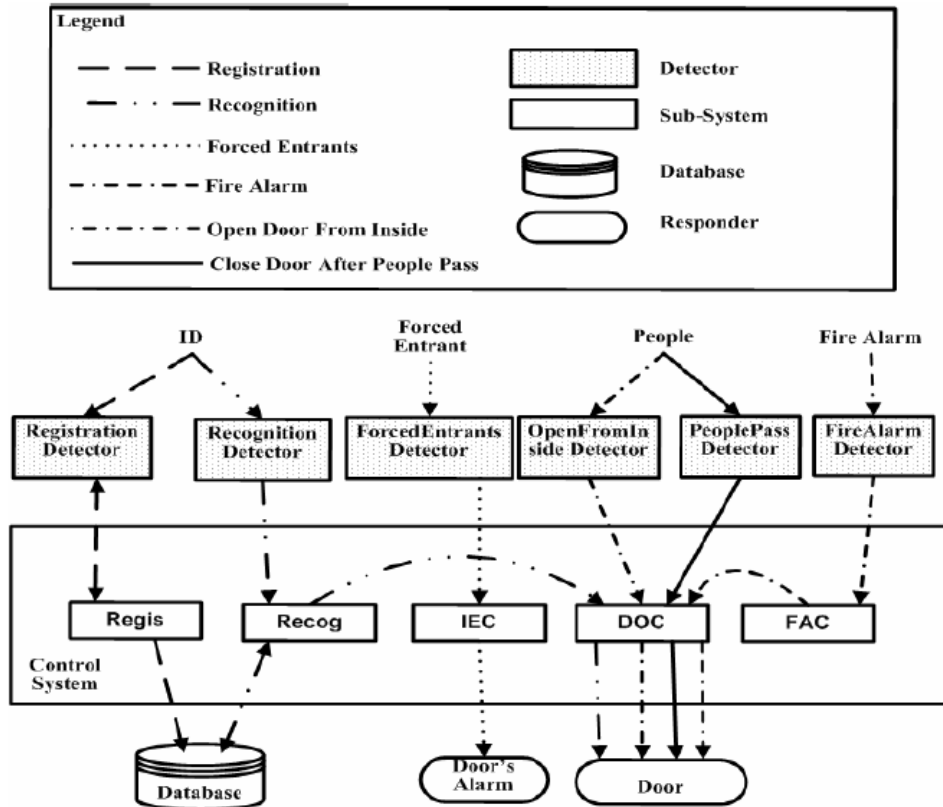 Legend
Registration
Recognition
Forced Entrants
Fire Alarm
Open Door From Inside
Close Door After People Pass
Detector
Sub-System
Database
Responder
ID
Forced
Entrant
People
Fire Alarm
Registration
Detector
Recognition
Detector
ForcedEntrants
Detector
OpenFromIn
side Detector
PeoplePass
Detector
FireAlarm
Detector
Regis
Recog
IEC
DOC
FAC
Control
System
Database
Door's
Alarm
Door